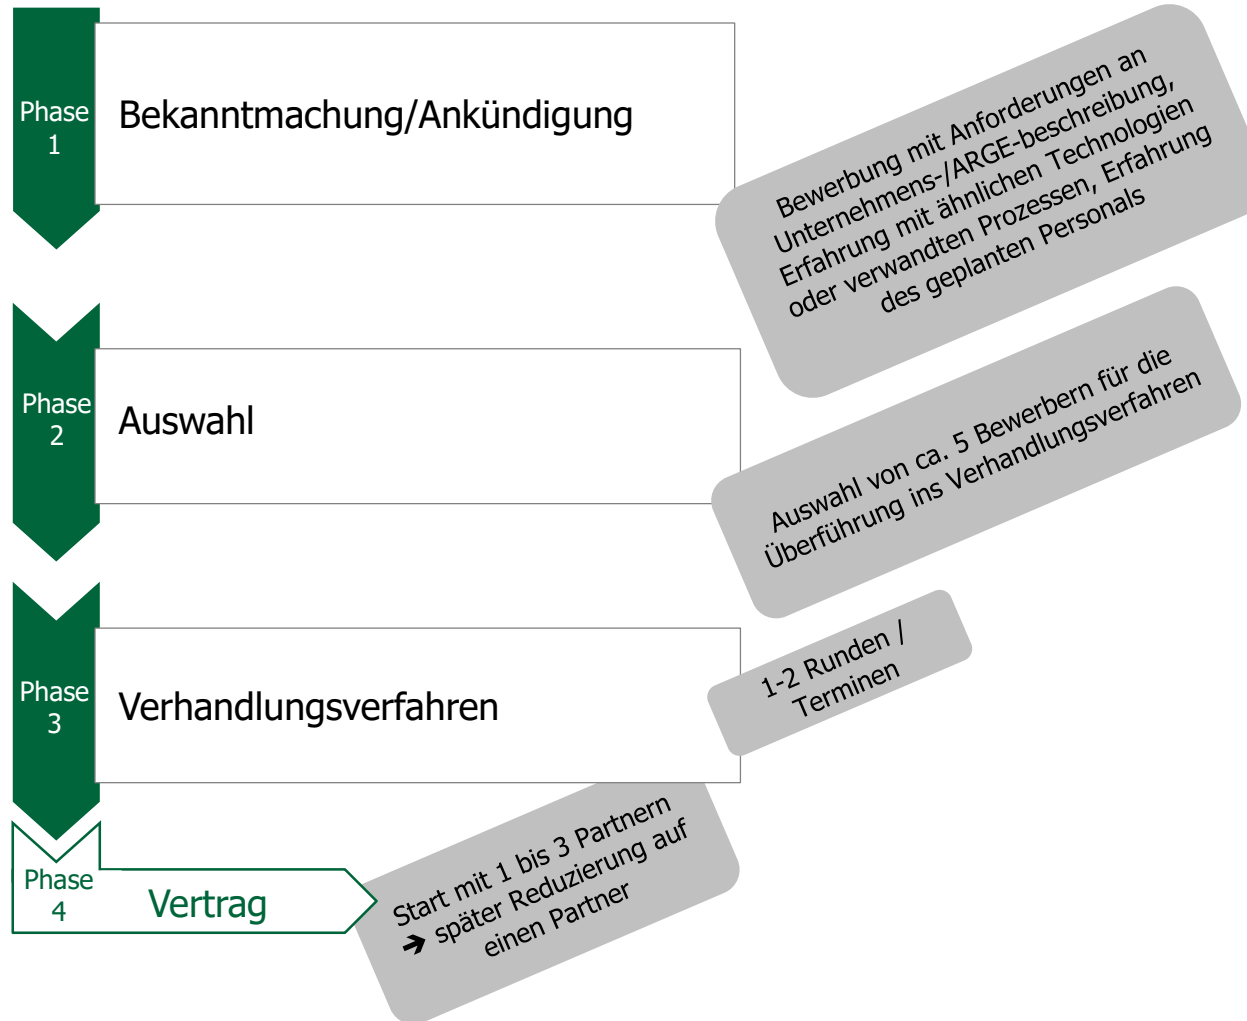 Phase
1
Bekanntmachung/Ankündigung
Bewerbung mit Anforderungen an
Unternehmens-/ARGE-beschreibung,
Erfahrung mit ähnlichen Technologien
oder verwandten Prozessen, Erfahrung
des geplanten Personals
Phase
2
Auswahl
Auswahl von ca. 5 Bewerbern für die
Überführung ins Verhandlungsverfahren
Phase
3
Verhandlungsverfahren
1-2 Runden /
Terminen
Phase
4
Vertrag
Start mit 1 bis 3 Partnern
➔ später Reduzierung auf
einen Partner